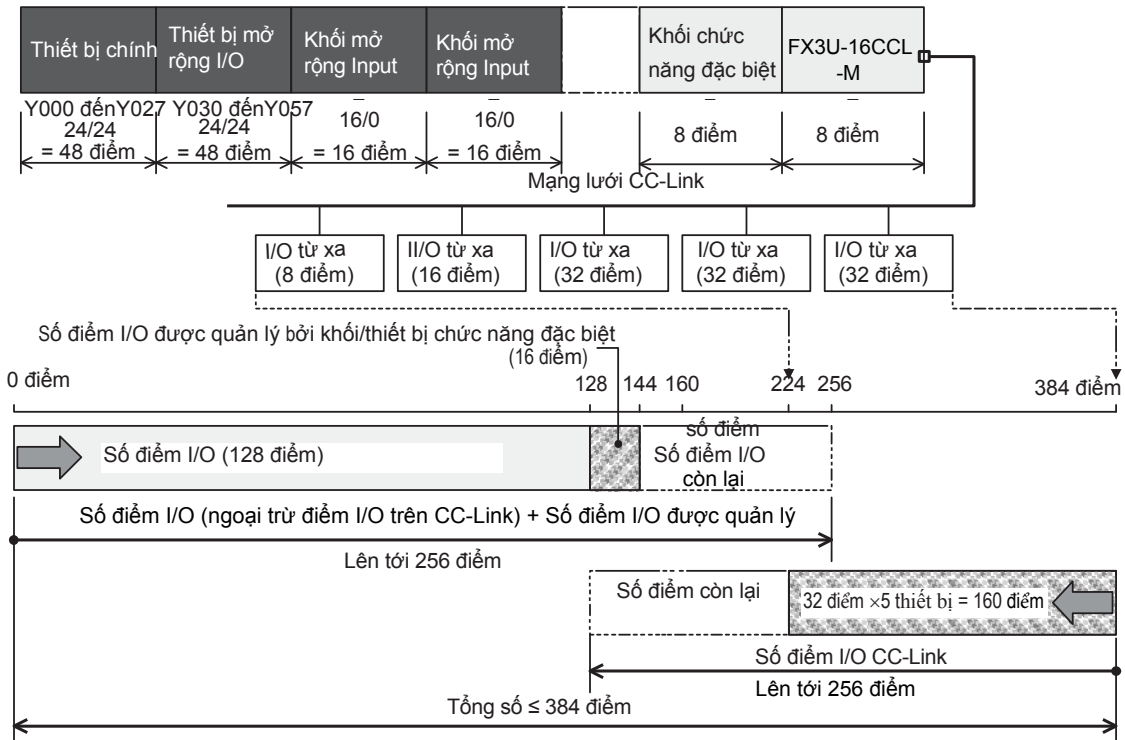 Thiết bị chính
Thiết bị mở
rộng I/O
Khối mở
rộng Input
Khối mở
rộng Input
Khối chức
năng đặc biệt
FX3U-16CCL
-M
Y000 đếnY027
24/24
= 48 điểm
Y030 đếnY057
24/24
= 48 điểm
–
16/0
= 16 điểm
–
16/0
= 16 điểm
–
8 điểm
–
8 điểm
Mạng lưới CC-Link
I/O từ xa
(8 điểm)
II/O từ xa
(16 điểm)
I/O từ xa
(32 điểm)
I/O từ xa
(32 điểm)
I/O từ xa
(32 điểm)
Số điểm I/O được quản lý bởi khối/thiết bị chức năng đặc biệt
(16 điểm)
0 điểm 128 144 160 224 256 384 điểm
Số điểm I/O (128 điểm)
số điểm
Số điểm I/O
còn lại
Số điểm I/O (ngoại trừ điểm I/O trên CC-Link) + Số điểm I/O được quản lý
Lên tới 256 điểm
Số điểm còn lại
32 điểm ×5 thiết bị = 160 điểm
Số điểm I/O CC-Link
Lên tới 256 điểm
Tổng số ≤ 384 điểm